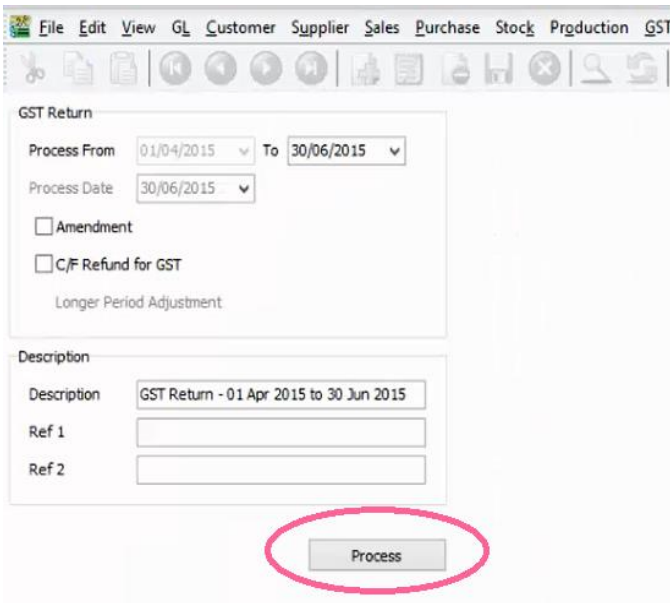 File Edit View GL Customer Supplier Sales Purchase Stock Production GST
GST Return
Process From 01/04/2015 To 30/06/2015
Process Date 30/06/2015
Amendment
C/F Refund for GST
Longer Period Adjustment
Description
Description GST Return - 01 Apr 2015 to 30 Jun 2015
Ref 1
Ref 2
Process